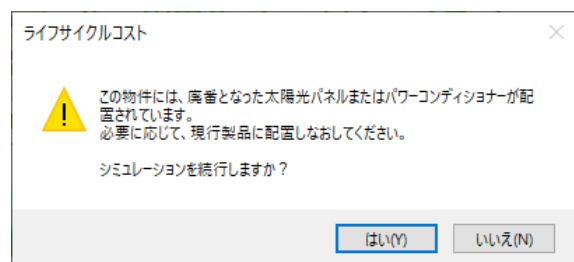 ライフサイクルコスト
この物件には、廃番となった太陽光パネルまたはパワーコンディショナーが配
置されています。
必要に応じて、現行製品に配置しなおしてください。
シミュレーションを続行しますか？
はい(Y)
いいえ(N)